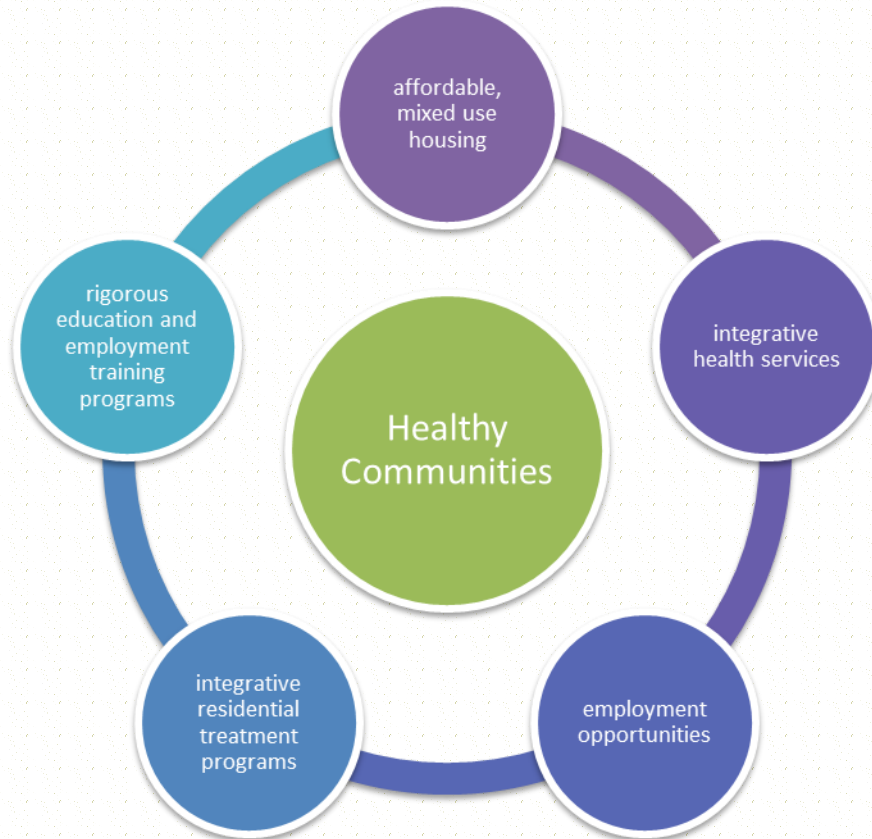 affordable,
mixed use
housing
integrative
health services
employment
opportunities
integrative
residential
treatment
programs
rigorous
education and
employment
training
programs
Healthy
Communities